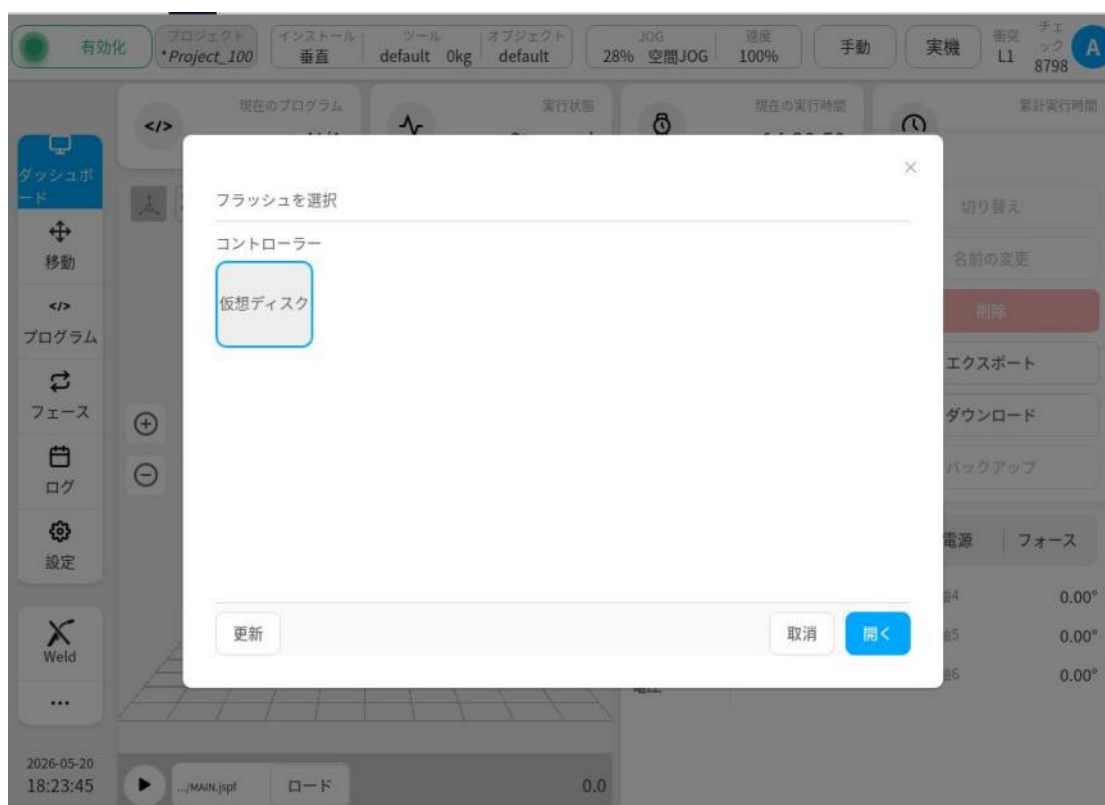 有効化
プロジェクト
*Project_100
インストール
垂直
ツール
default 0kg
オブジェクト
default
JOG
28% 空間JOG
速度
100%
手動
実機
衝突
L1
チェ
ック
8798
A
現在のプログラム
実行状態
現在の実行時間
累計実行時間
</>
ダッシュボ
ード
移動
</>
プログラム
フェース
ログ
設定
Weld
2026-05-20
18:23:45
フラッシュを選択
コントローラー
仮想ディスク
更新
取消
開く
切り替え
名前の変更
削除
エクスポート
ダウンロード
バックアップ
電源
フォース
0.00°
0.00°
0.00°
.../MAIN.jspf
ロード
0.0